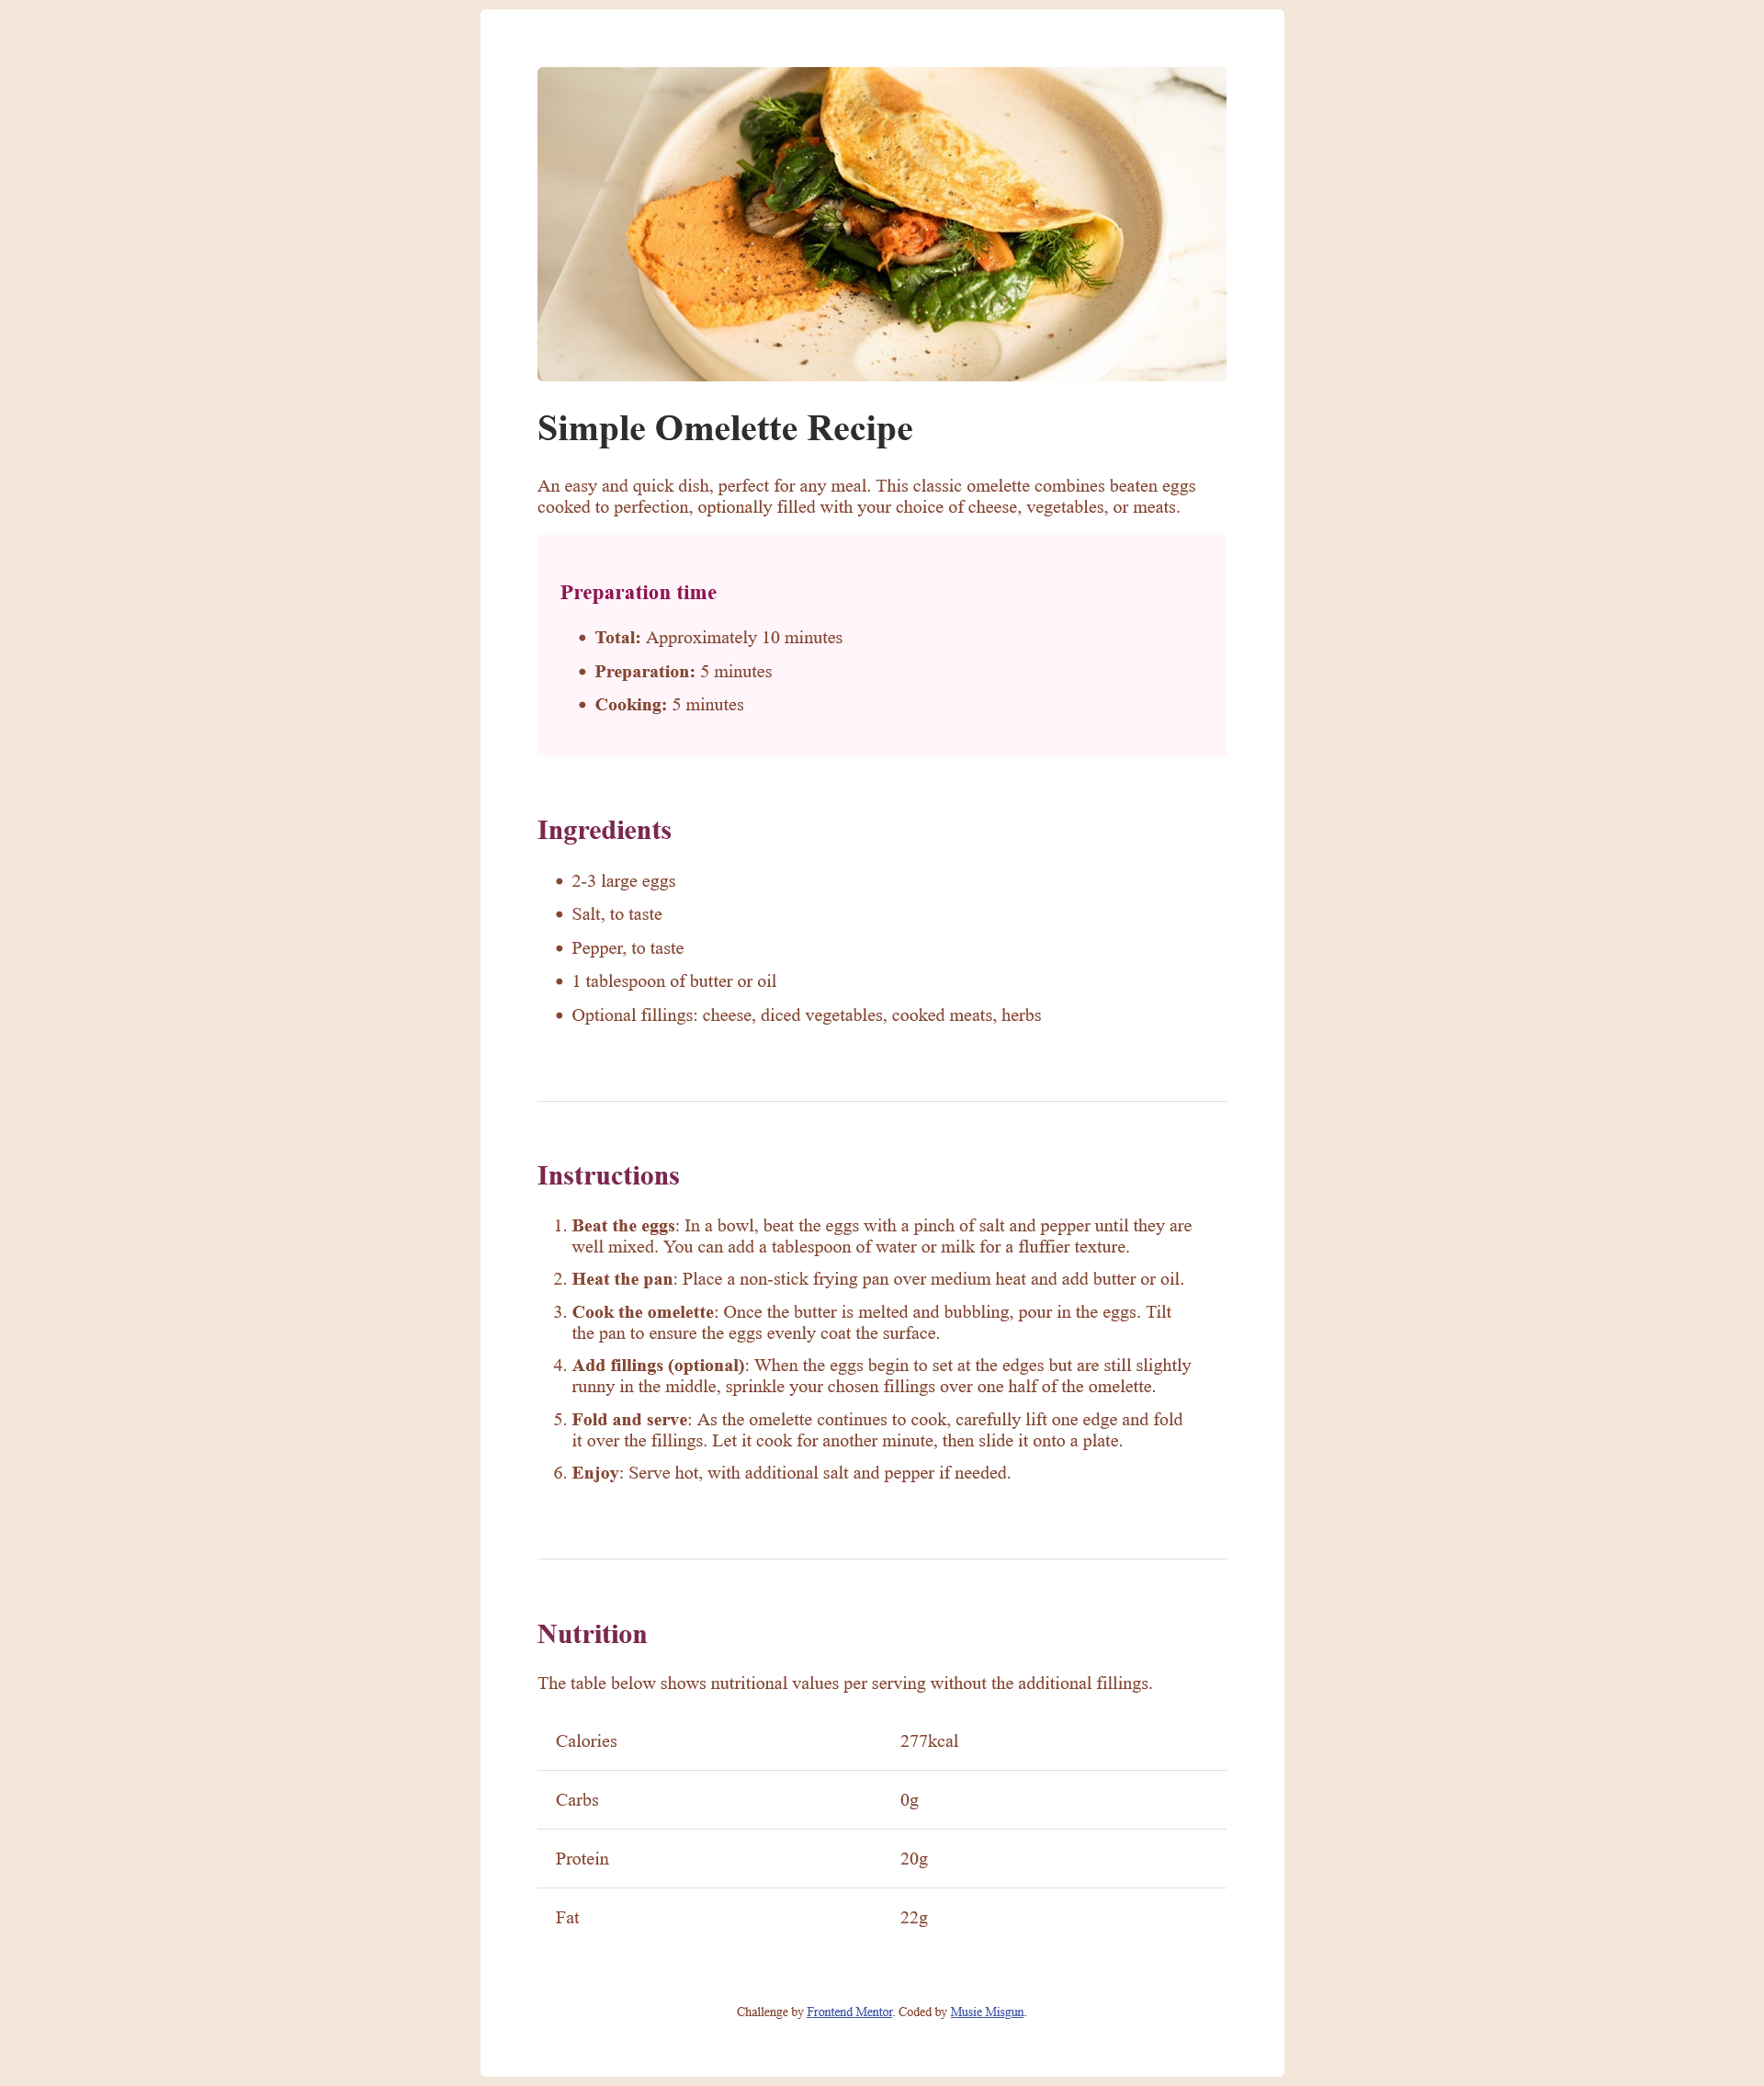 Simple Omelette Recipe
An easy and quick dish, perfect for any meal. This classic omelette combines beaten eggs
cooked to perfection, optionally filled with your choice of cheese, vegetables, or meats.
Preparation time
• Total: Approximately 10 minutes
• Preparation: 5 minutes
• Cooking: 5 minutes
Ingredients
• 2-3 large eggs
• Salt, to taste
• Pepper, to taste
• 1 tablespoon of butter or oil
• Optional fillings: cheese, diced vegetables, cooked meats, herbs
Instructions
1. Beat the eggs: In a bowl, beat the eggs with a pinch of salt and pepper until they are
well mixed. You can add a tablespoon of water or milk for a fluffier texture.
2. Heat the pan: Place a non-stick frying pan over medium heat and add butter or oil.
3. Cook the omelette: Once the butter is melted and bubbling, pour in the eggs. Tilt
the pan to ensure the eggs evenly coat the surface.
4. Add fillings (optional): When the eggs begin to set at the edges but are still slightly
runny in the middle, sprinkle your chosen fillings over one half of the omelette.
5. Fold and serve: As the omelette continues to cook, carefully lift one edge and fold
it over the fillings. Let it cook for another minute, then slide it onto a plate.
6. Enjoy: Serve hot, with additional salt and pepper if needed.
Nutrition
The table below shows nutritional values per serving without the additional fillings.
Calories 277kcal
Carbs 0g
Protein 20g
Fat 22g
Challenge by Frontend Mentor. Coded by Musie Misgun.